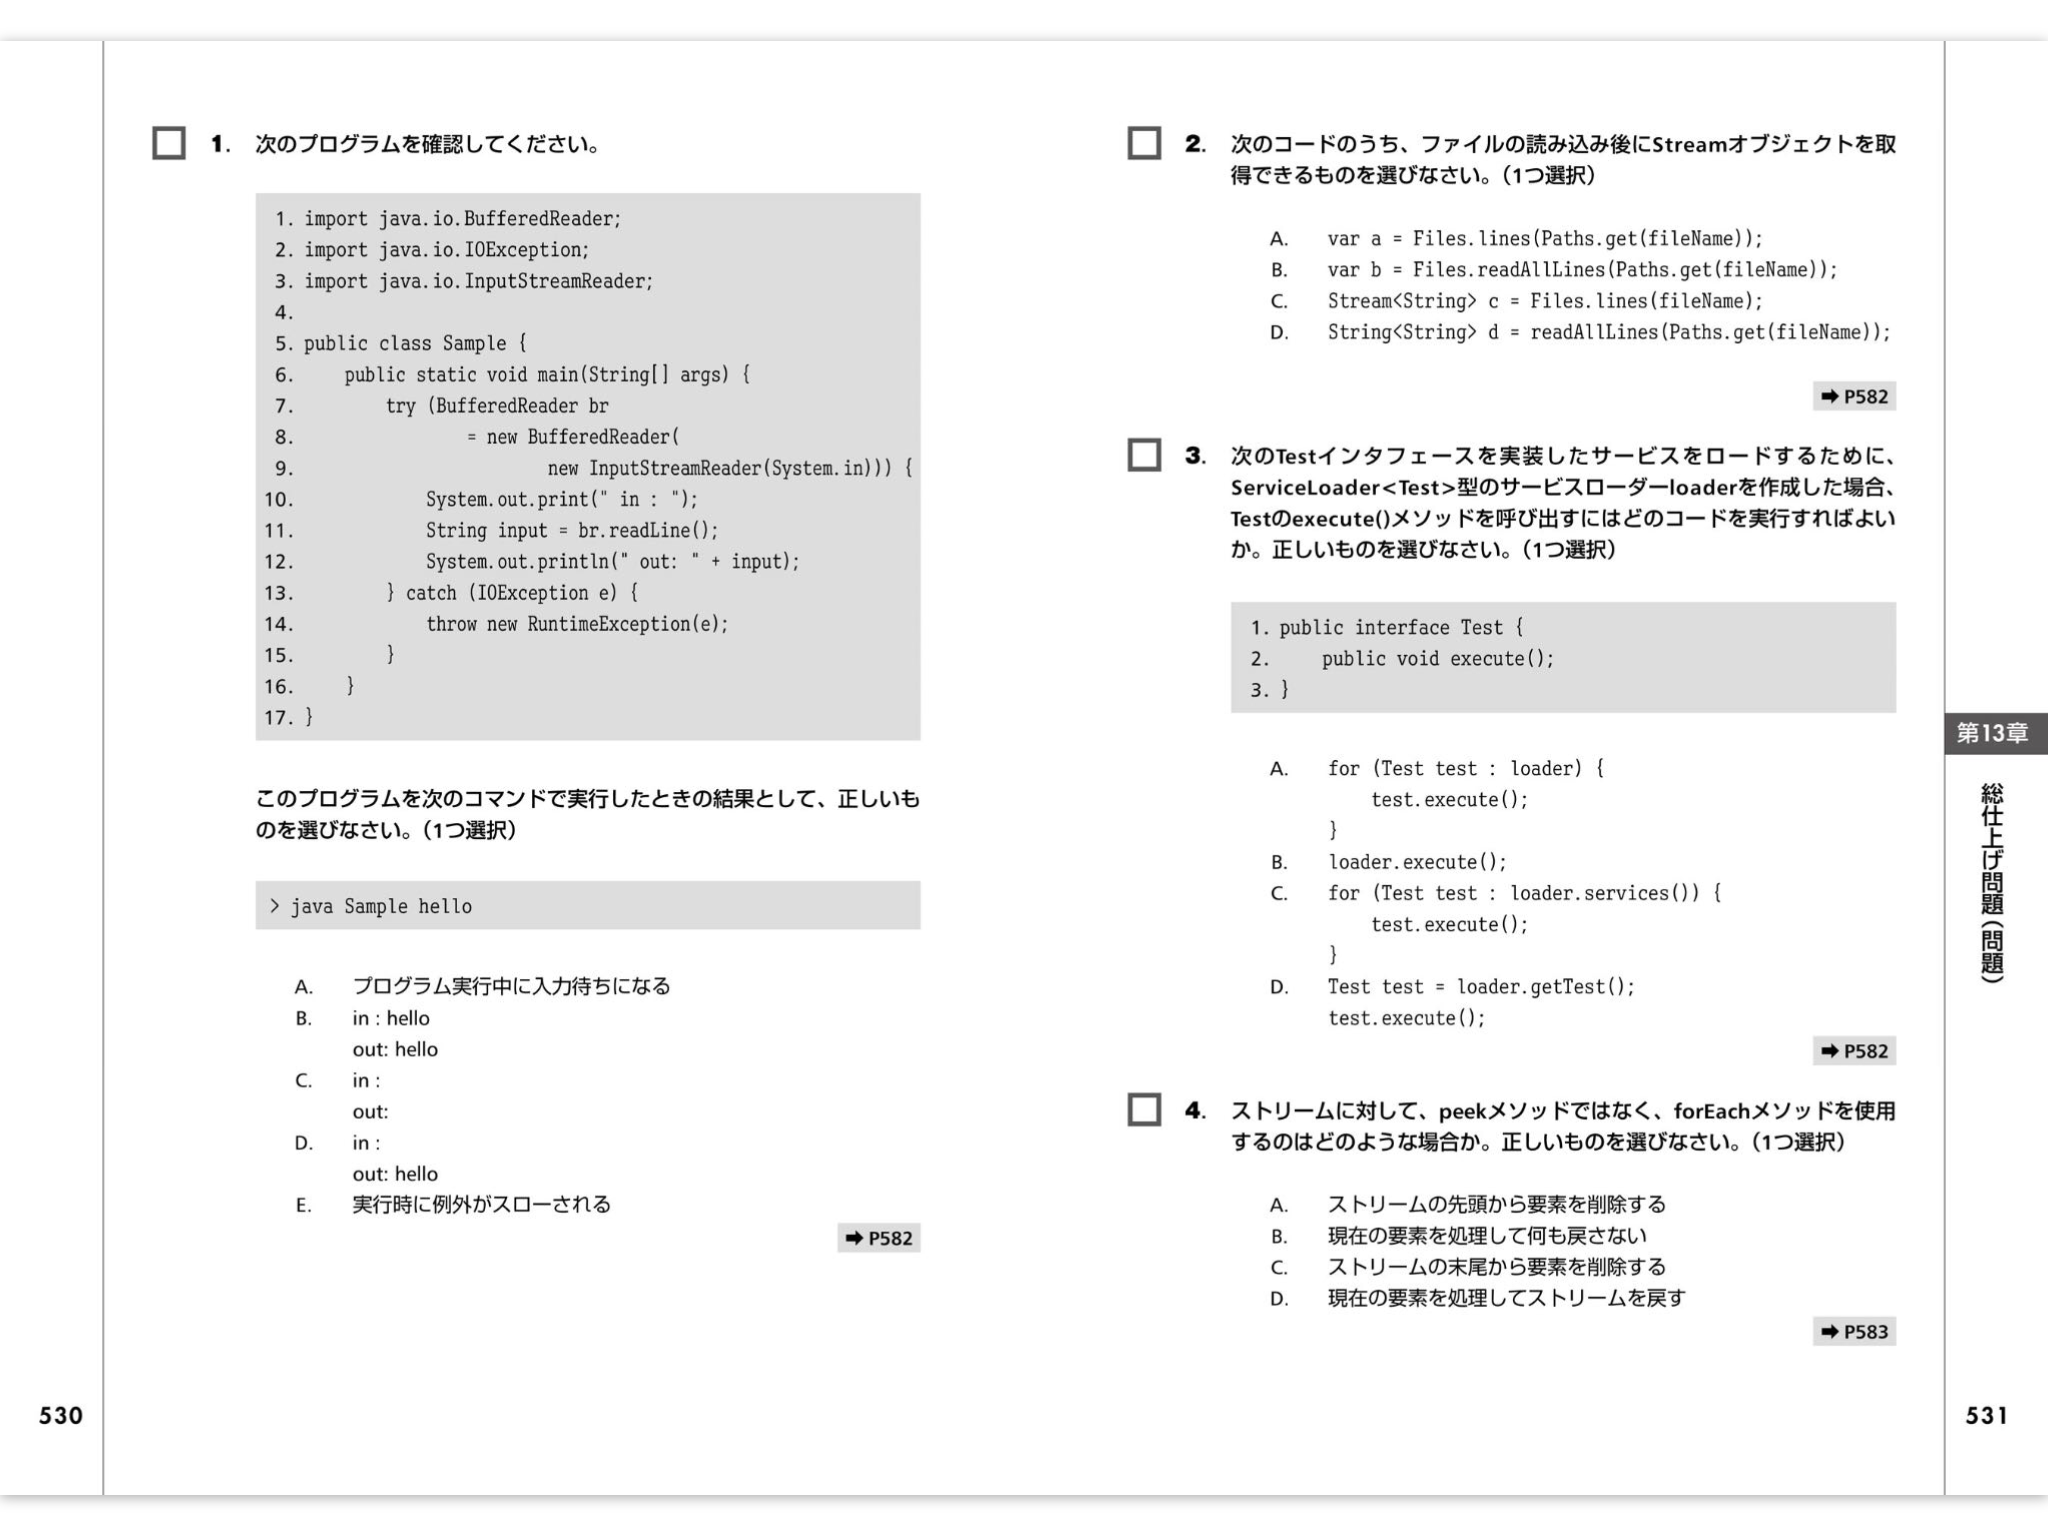 1. 次のプログラムを確認してください。
1. import java.io.BufferedReader;
2. import java.io.IOException;
3. import java.io.InputStreamReader;
4.
5. public class Sample {
6.     public static void main(String[] args) {
7.         try (BufferedReader br
8.                 = new BufferedReader(
9.                         new InputStreamReader(System.in))) {
10.             System.out.print(" in : ");
11.             String input = br.readLine();
12.             System.out.println(" out: " + input);
13.         } catch (IOException e) {
14.             throw new RuntimeException(e);
15.         }
16.     }
17. }
このプログラムを次のコマンドで実行したときの結果として、正しいも
のを選びなさい。（1つ選択）
> java Sample hello
A. プログラム実行中に入力待ちになる
B. in : hello
out: hello
C. in :
out:
D. in :
out: hello
E. 実行時に例外がスローされる
➡ P582
530
2. 次のコードのうち、ファイルの読み込み後にStreamオブジェクトを取
得できるものを選びなさい。（1つ選択）
A. var a = Files.lines(Paths.get(fileName));
B. var b = Files.readAllLines(Paths.get(fileName));
C. Stream<String> c = Files.lines(fileName);
D. String<String> d = readAllLines(Paths.get(fileName));
➡ P582
3. 次のTestインタフェースを実装したサービスをロードするために、
ServiceLoader<Test>型のサービスローダーloaderを作成した場合、
Testのexecute()メソッドを呼び出すにはどのコードを実行すればよい
か。正しいものを選びなさい。（1つ選択）
1. public interface Test {
2.     public void execute();
3. }
A. for (Test test : loader) {
test.execute();
}
B. loader.execute();
C. for (Test test : loader.services()) {
test.execute();
}
D. Test test = loader.getTest();
test.execute();
➡ P582
4. ストリームに対して、peekメソッドではなく、forEachメソッドを使用
するのはどのような場合か。正しいものを選びなさい。（1つ選択）
A. ストリームの先頭から要素を削除する
B. 現在の要素を処理して何も戻さない
C. ストリームの末尾から要素を削除する
D. 現在の要素を処理してストリームを戻す
➡ P583
第13章
総仕上げ問題（問題）
531